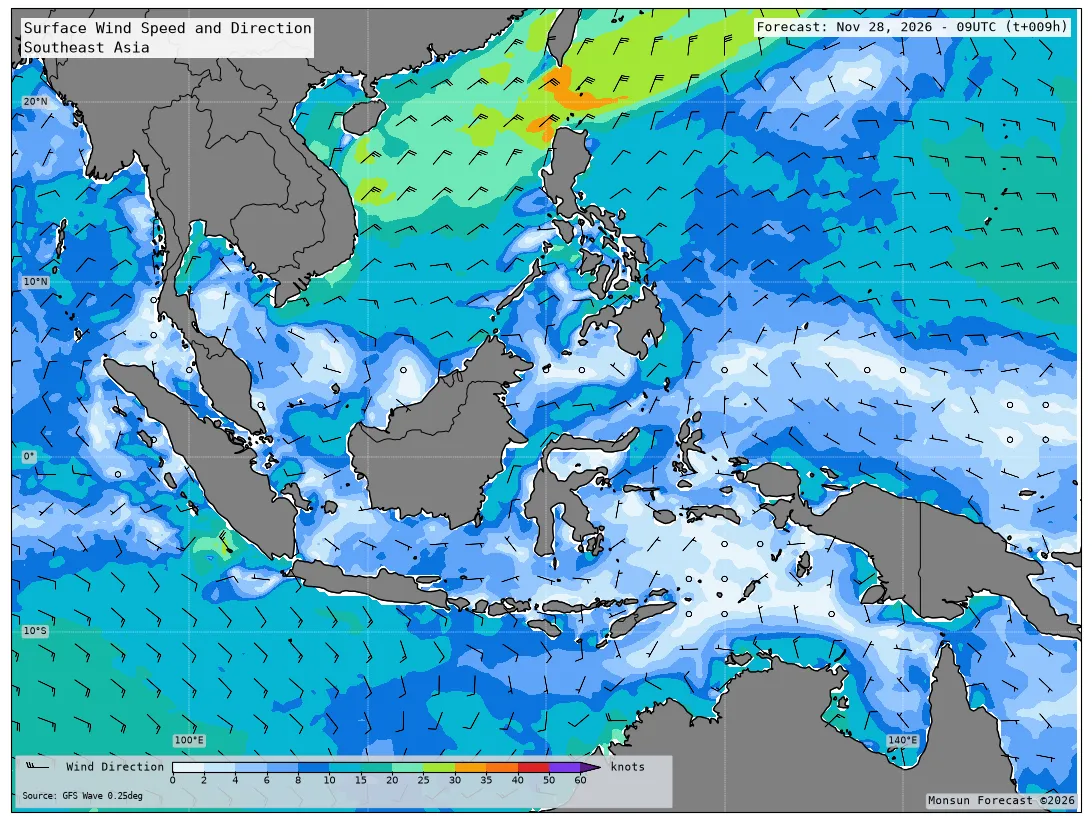 Surface Wind Speed and Direction
Southeast Asia
Forecast: Nov 28, 2026 - 09UTC (t+009h)
20°N
10°N
0°
10°S
100°E
140°E
Wind Direction
knots
0 2 4 6 8 10 15 20 25 30 35 40 50 60
Source: GFS Wave 0.25deg
Monsun Forecast ©2026